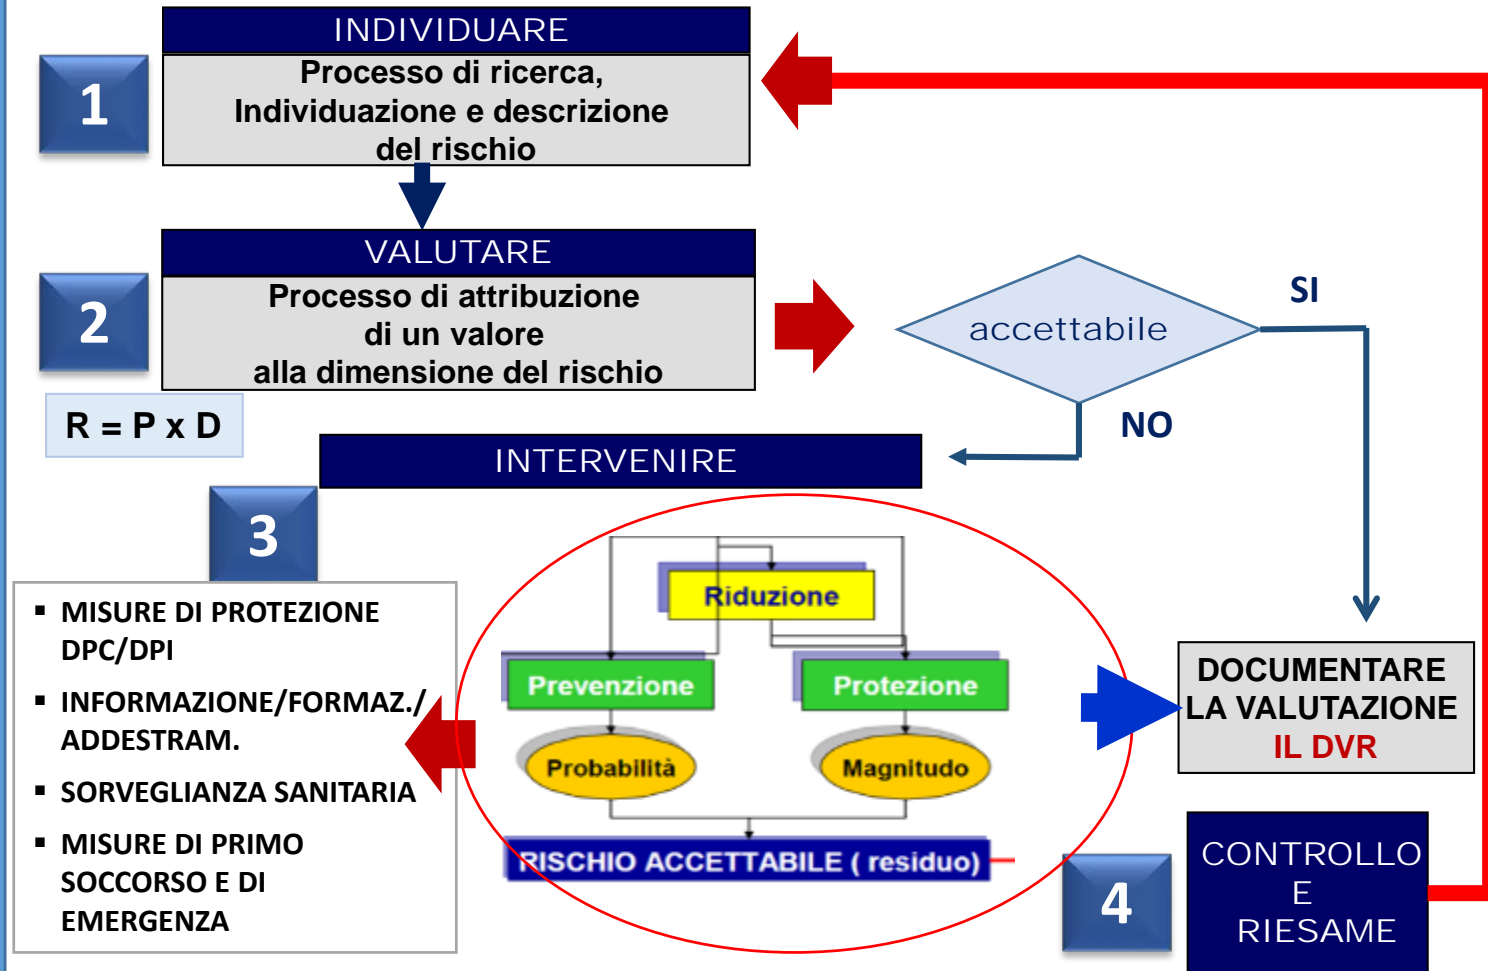 INDIVIDUARE
1
Processo di ricerca,
Individuazione e descrizione
del rischio
VALUTARE
2
Processo di attribuzione
di un valore
alla dimensione del rischio
R = P x D
accettabile
SI
NO
INTERVENIRE
3
▪ MISURE DI PROTEZIONE
DPC/DPI
▪ INFORMAZIONE/FORMAZ./
ADDESTRAM.
▪ SORVEGLIANZA SANITARIA
▪ MISURE DI PRIMO
SOCCORSO E DI
EMERGENZA
Riduzione
Prevenzione
Protezione
Probabilità
Magnitudo
RISCHIO ACCETTABILE ( residuo)
DOCUMENTARE
LA VALUTAZIONE
IL DVR
4
CONTROLLO
E
RIESAME